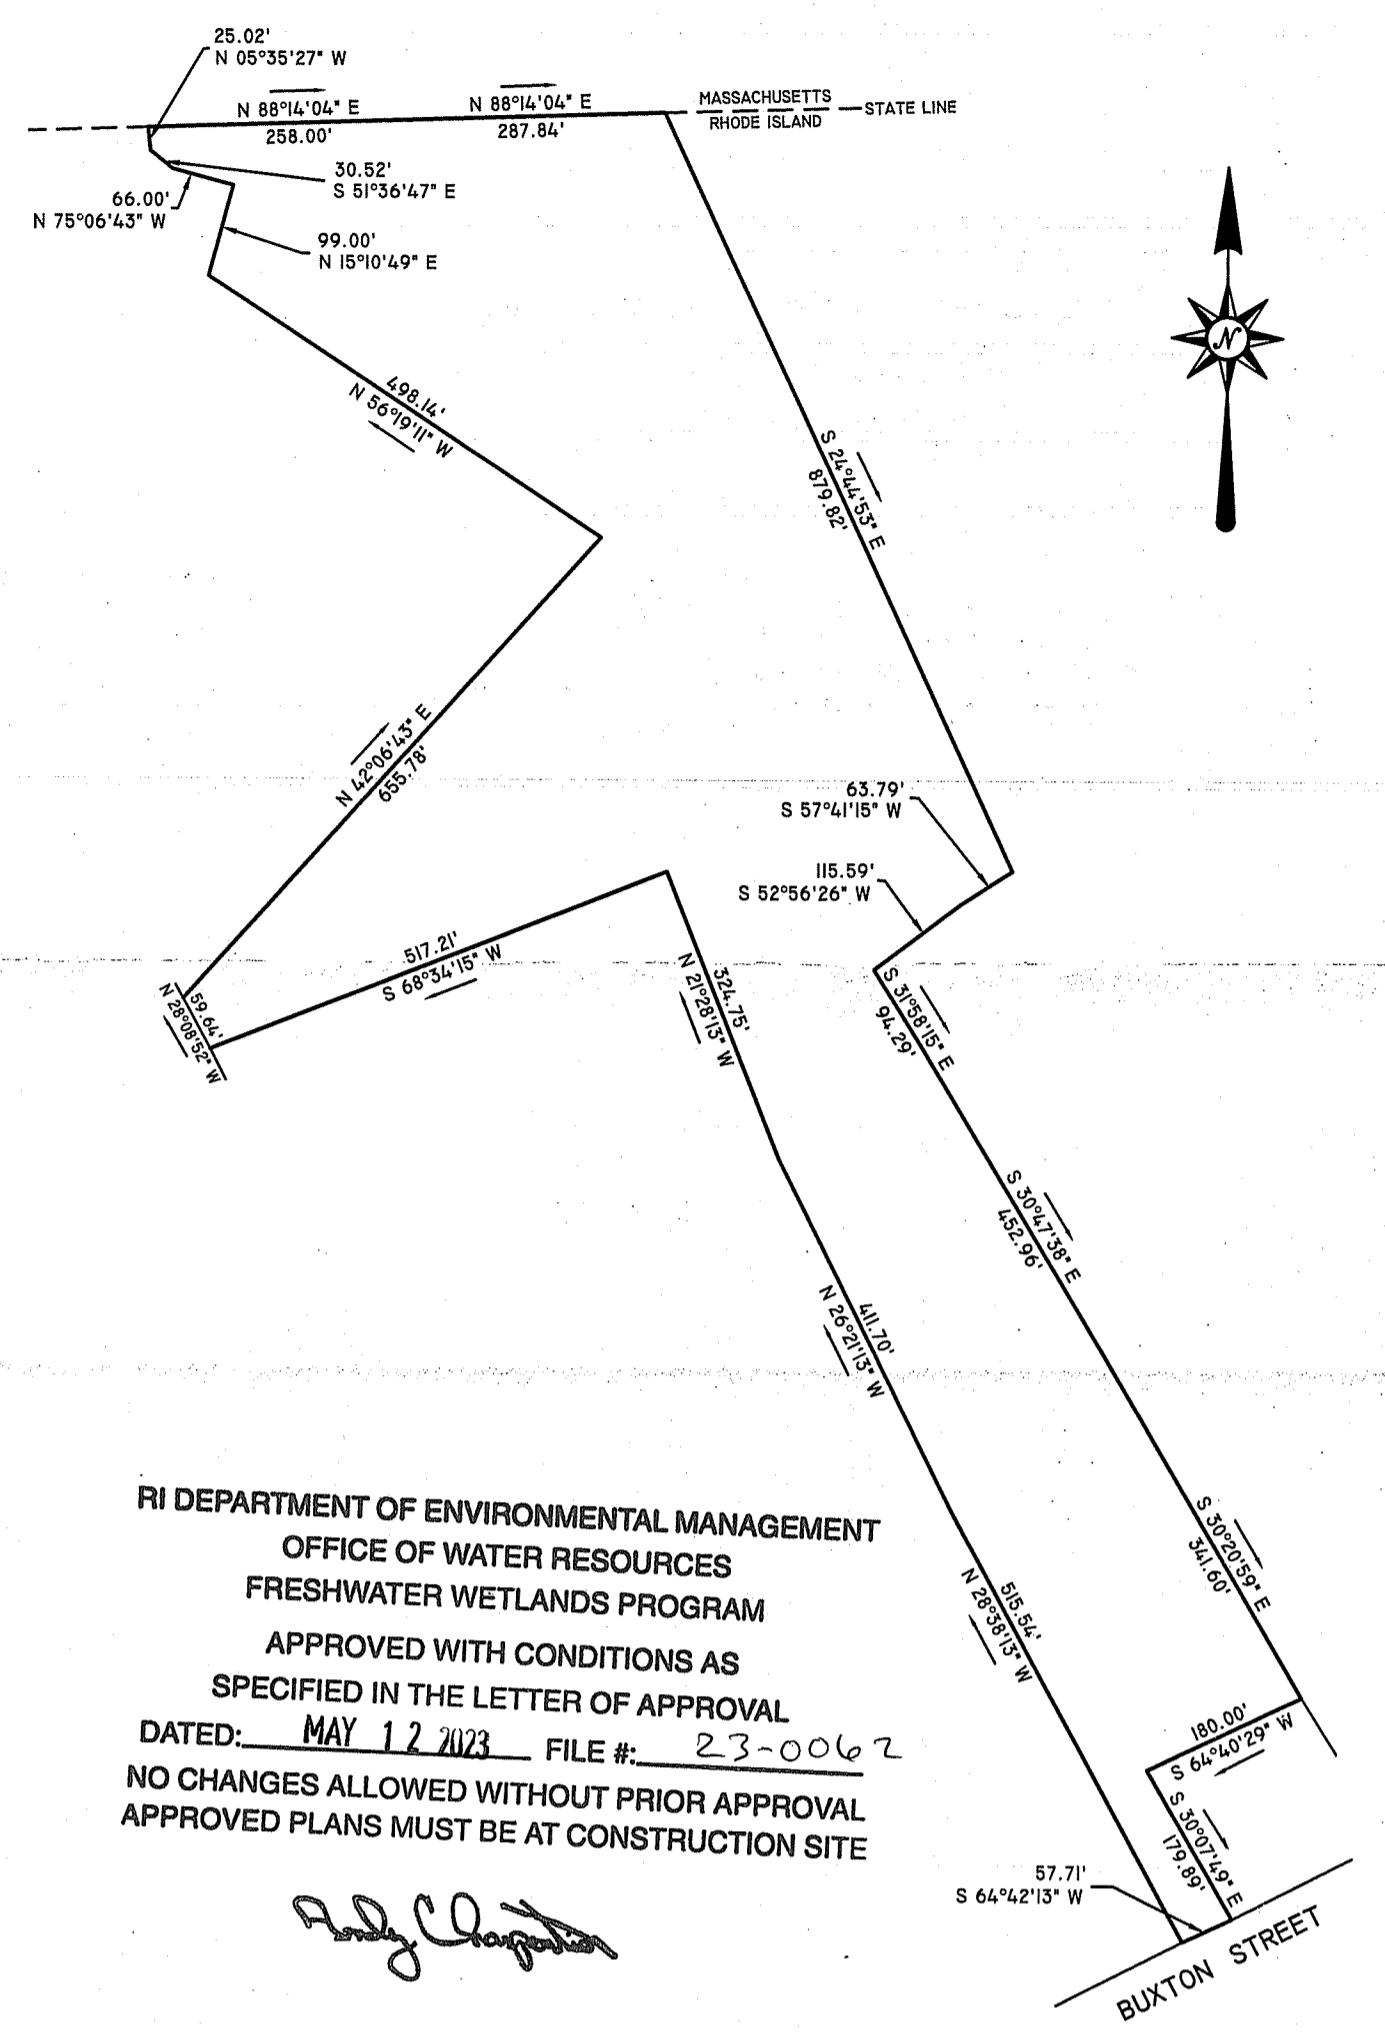 25.02'
N 05°35'27" W
N 88°14'04" E
258.00'
N 88°14'04" E
287.84'
MASSACHUSETTS
RHODE ISLAND
STATE LINE
30.52'
S 51°36'47" E
66.00'
N 75°06'43" W
99.00'
N 15°10'49" E
N
498.14'
N 56°19'11" W
S 24°44'53" E
879.82'
N 42°06'43" E
655.78'
63.79'
S 57°41'15" W
115.59'
S 52°56'26" W
517.21'
S 68°34'15" W
59.64'
N 28°08'52" W
324.75'
N 21°28'13" W
S 31°58'15" E
94.29'
S 30°47'38" E
452.96'
411.70'
N 26°21'13" W
S 30°20'59" E
341.60'
515.54'
N 28°38'13" W
180.00'
S 64°40'29" W
S 30°07'49" E
179.89'
57.71'
S 64°42'13" W
BUXTON STREET
RI DEPARTMENT OF ENVIRONMENTAL MANAGEMENT
OFFICE OF WATER RESOURCES
FRESHWATER WETLANDS PROGRAM
APPROVED WITH CONDITIONS AS
SPECIFIED IN THE LETTER OF APPROVAL
DATED: MAY 12 2023 FILE #: 23-0062
NO CHANGES ALLOWED WITHOUT PRIOR APPROVAL
APPROVED PLANS MUST BE AT CONSTRUCTION SITE